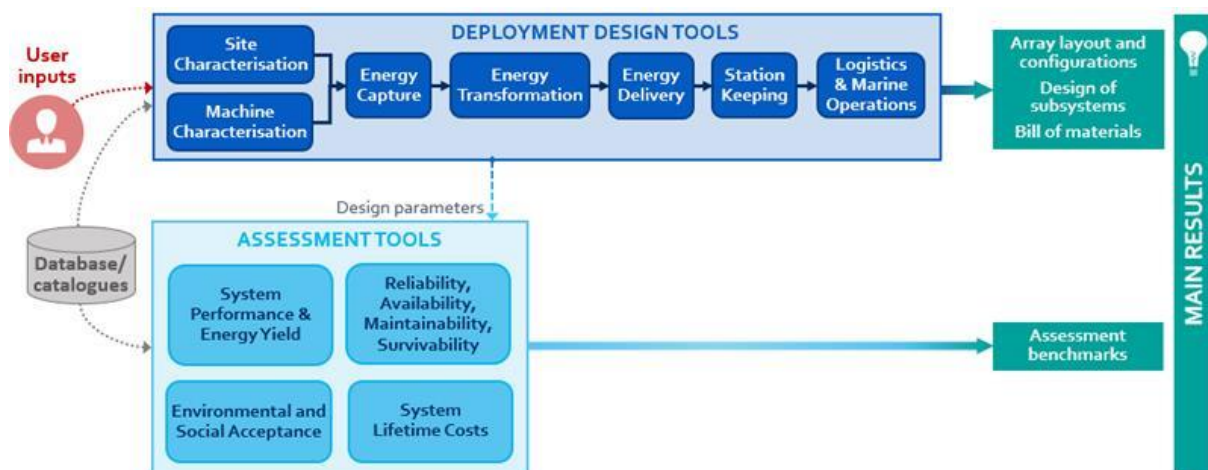 User
inputs
DEPLOYMENT DESIGN TOOLS
Site
Characterisation
Machine
Characterisation
Energy
Capture
Energy
Transformation
Energy
Delivery
Station
Keeping
Logistics
& Marine
Operations
Array layout and
configurations
Design of
subsystems
Bill of materials
MAIN RESULTS
Design parameters
Database/
catalogues
ASSESSMENT TOOLS
System
Performance &
Energy Yield
Reliability,
Availability,
Maintainability,
Survivability
Environmental and
Social Acceptance
System
Lifetime Costs
Assessment
benchmarks